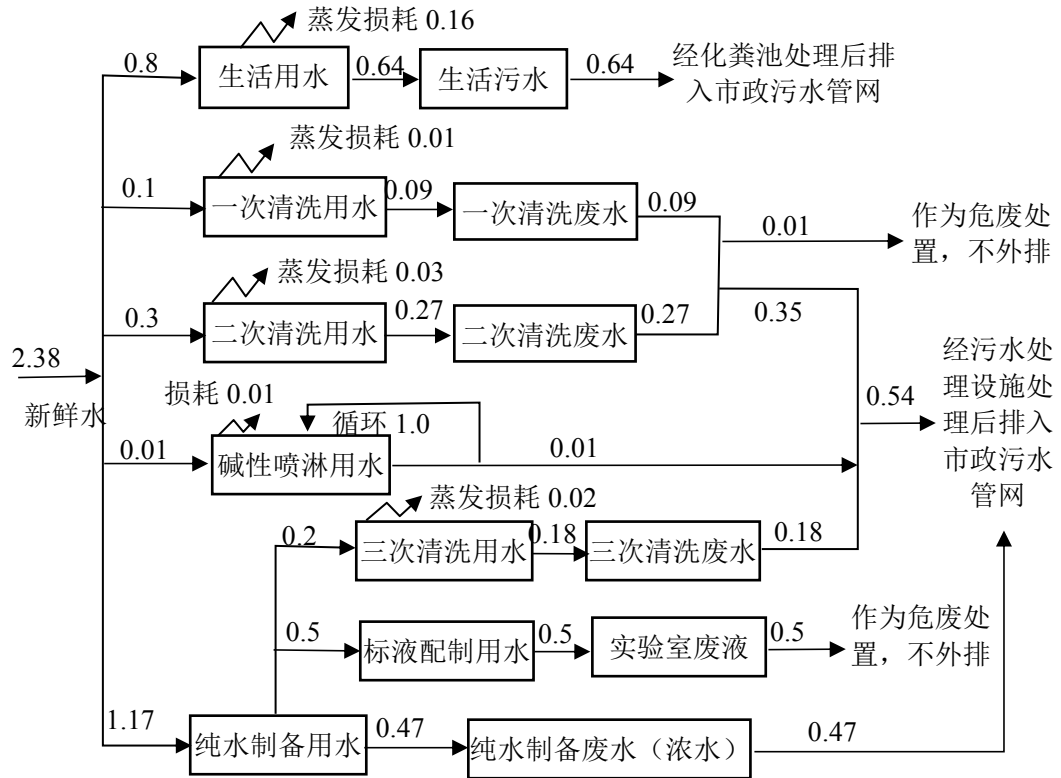 蒸发损耗 0.16
0.8
生活用水
0.64
生活污水
0.64
经化粪池处理后排
入市政污水管网
蒸发损耗 0.01
0.1
一次清洗用水
0.09
一次清洗废水
0.09
0.01
作为危废处
置，不外排
蒸发损耗 0.03
0.3
二次清洗用水
0.27
二次清洗废水
0.27
0.35
2.38
新鲜水
损耗 0.01
循环 1.0
0.01
碱性喷淋用水
0.01
0.54
经污水处
理设施处
理后排入
市政污水
管网
蒸发损耗 0.02
0.2
三次清洗用水
0.18
三次清洗废水
0.18
0.5
标液配制用水
0.5
实验室废液
0.5
作为危废处
置，不外排
1.17
纯水制备用水
0.47
纯水制备废水（浓水）
0.47